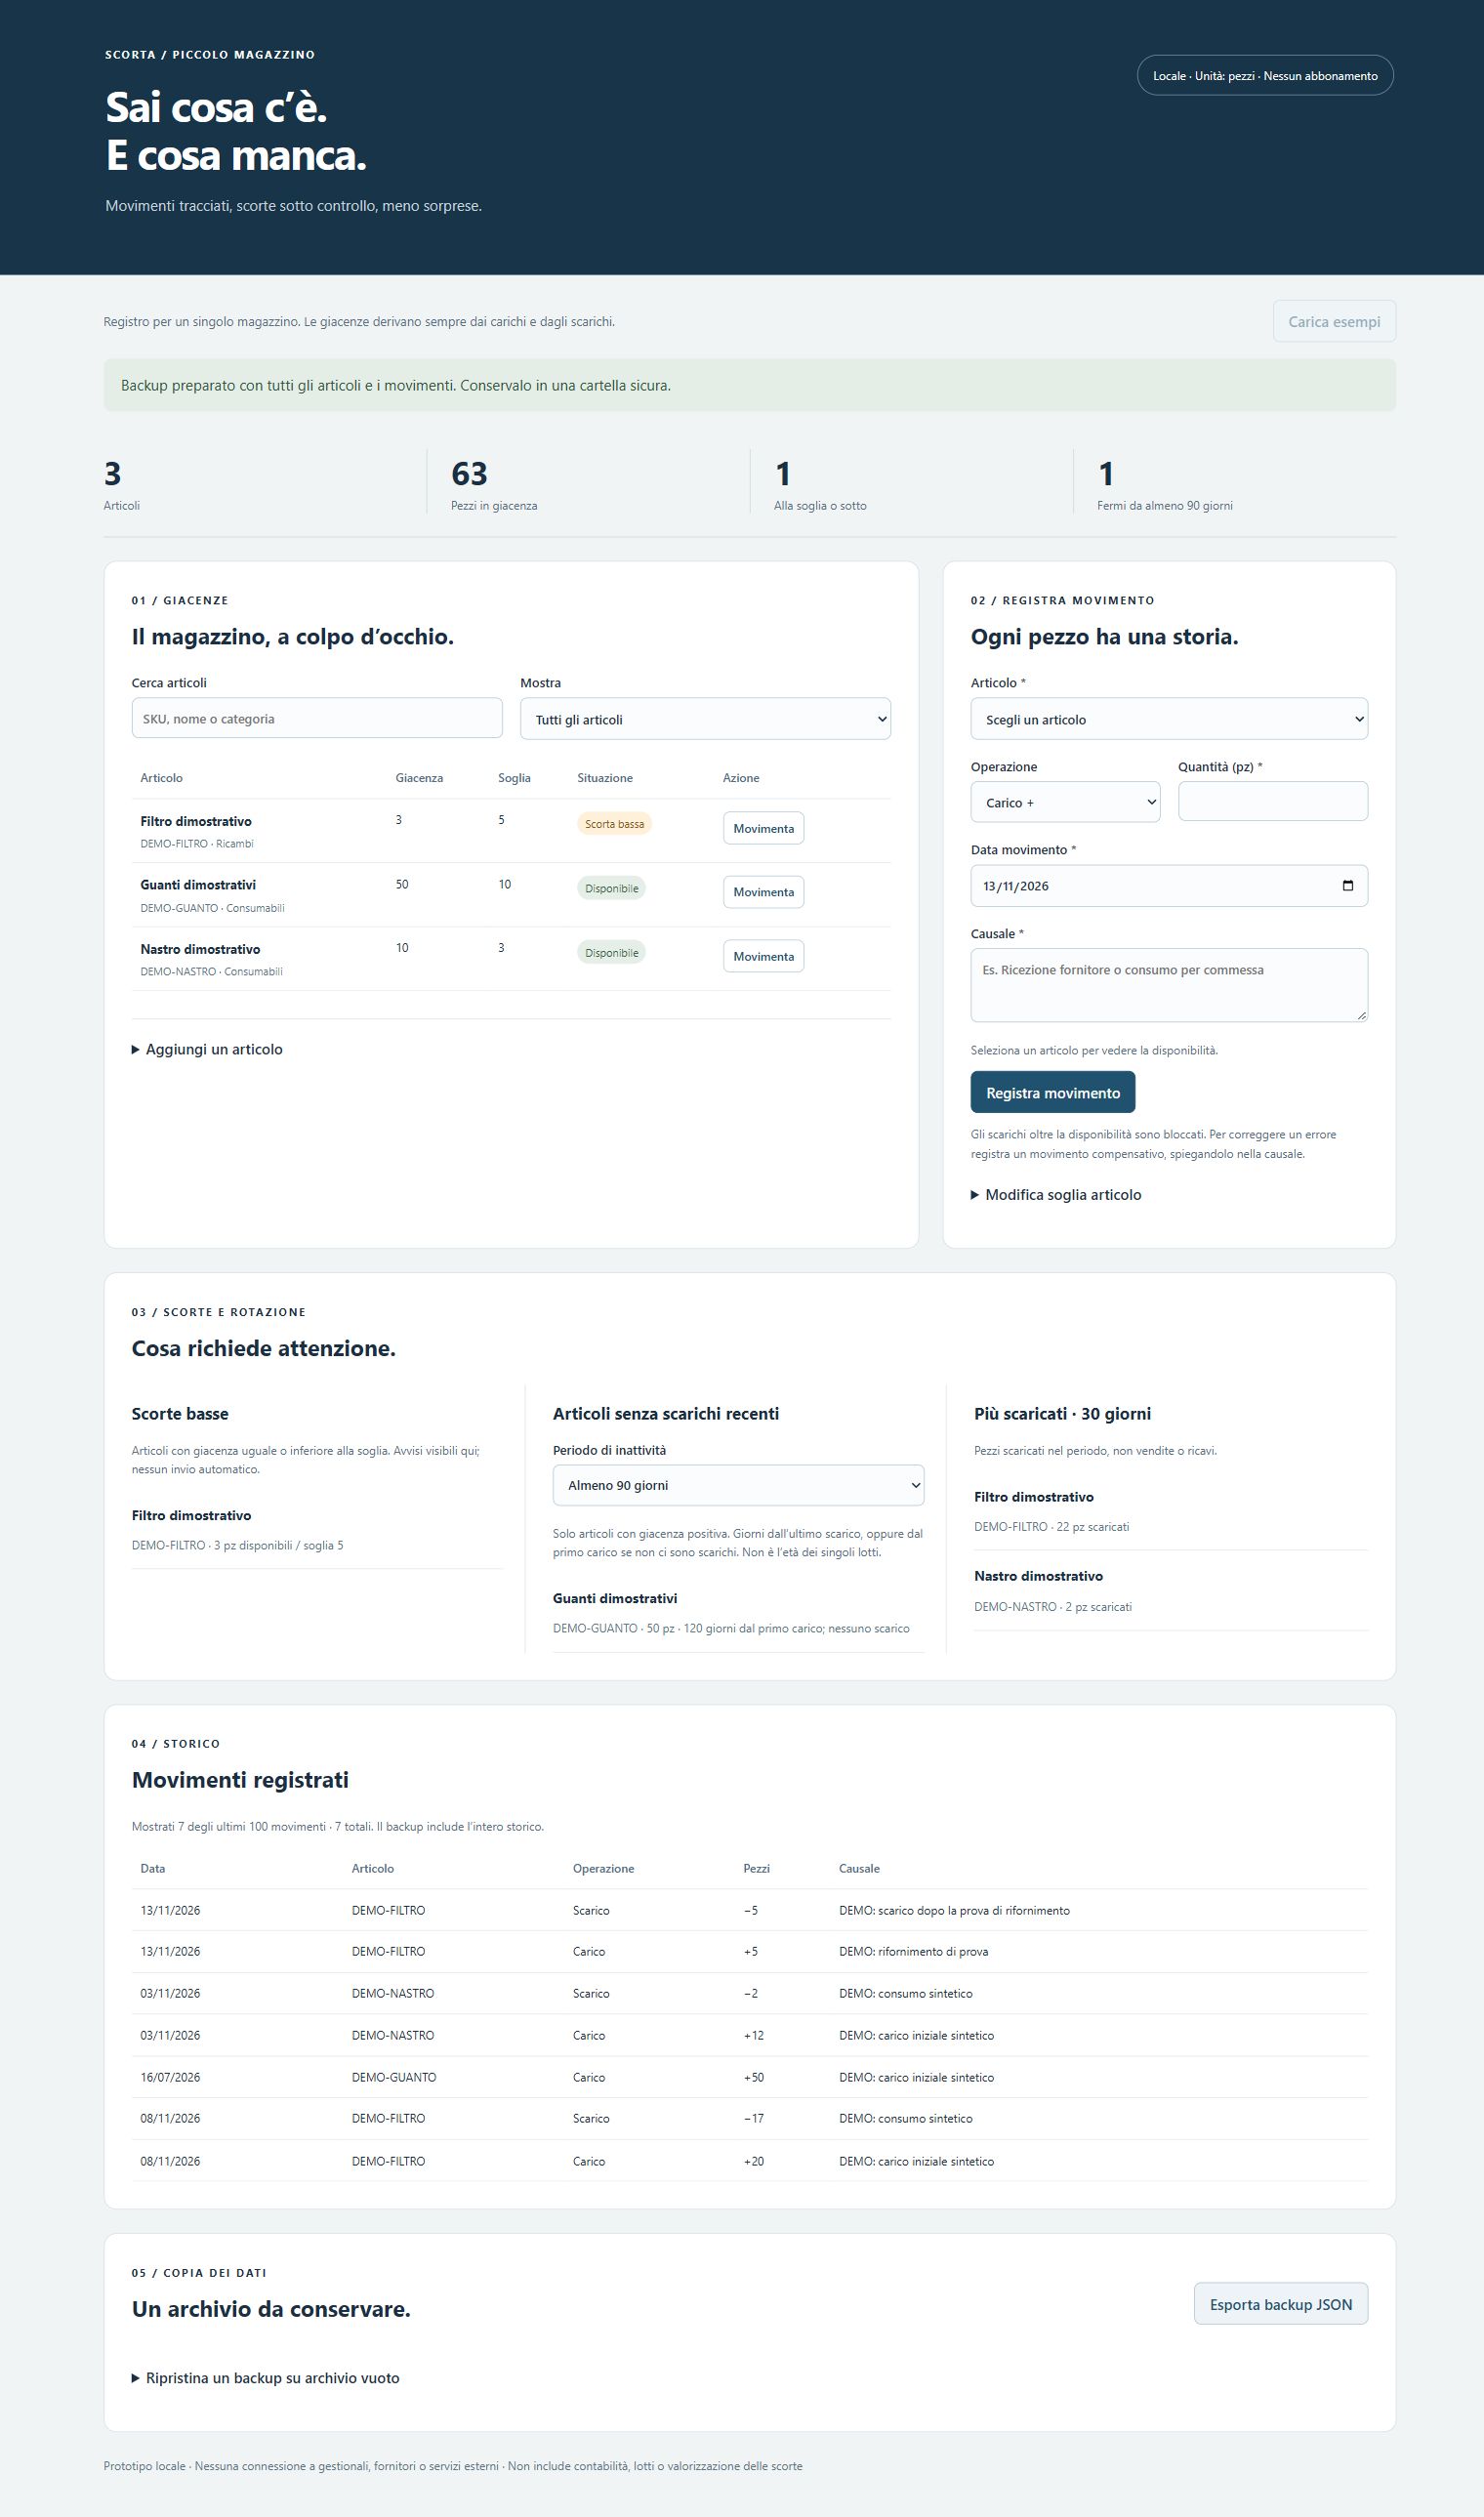 SCORTA / PICCOLO MAGAZZINO
Sai cosa c’è.
E cosa manca.
Movimenti tracciati, scorte sotto controllo, meno sorprese.
Locale · Unità: pezzi · Nessun abbonamento
Registro per un singolo magazzino. Le giacenze derivano sempre dai carichi e dagli scarichi.
Carica esempi
Backup preparato con tutti gli articoli e i movimenti. Conservalo in una cartella sicura.
3
Articoli
63
Pezzi in giacenza
1
Alla soglia o sotto
1
Fermi da almeno 90 giorni
01 / GIACENZE
Il magazzino, a colpo d’occhio.
Cerca articoli
SKU, nome o categoria
Mostra
Tutti gli articoli
Articolo Giacenza Soglia Situazione Azione
Filtro dimostrativo 3 5 Scorta bassa Movimenta
DEMO-FILTRO · Ricambi
Guanti dimostrativi 50 10 Disponibile Movimenta
DEMO-GUANTO · Consumabili
Nastro dimostrativo 10 3 Disponibile Movimenta
DEMO-NASTRO · Consumabili
Aggiungi un articolo
02 / REGISTRA MOVIMENTO
Ogni pezzo ha una storia.
Articolo *
Scegli un articolo
Operazione
Carico +
Quantità (pz) *
Data movimento *
13/11/2026
Causale *
Es. Ricezione fornitore o consumo per commessa
Seleziona un articolo per vedere la disponibilità.
Registra movimento
Gli scarichi oltre la disponibilità sono bloccati. Per correggere un errore
registra un movimento compensativo, spiegandolo nella causale.
Modifica soglia articolo
03 / SCORTE E ROTAZIONE
Cosa richiede attenzione.
Scorte basse
Articoli con giacenza uguale o inferiore alla soglia. Avvisi visibili qui;
nessun invio automatico.
Filtro dimostrativo
DEMO-FILTRO · 3 pz disponibili / soglia 5
Articoli senza scarichi recenti
Periodo di inattività
Almeno 90 giorni
Solo articoli con giacenza positiva. Giorni dall’ultimo scarico, oppure dal
primo carico se non ci sono scarichi. Non è l’età dei singoli lotti.
Guanti dimostrativi
DEMO-GUANTO · 50 pz · 120 giorni dal primo carico; nessuno scarico
Più scaricati · 30 giorni
Pezzi scaricati nel periodo, non vendite o ricavi.
Filtro dimostrativo
DEMO-FILTRO · 22 pz scaricati
Nastro dimostrativo
DEMO-NASTRO · 2 pz scaricati
04 / STORICO
Movimenti registrati
Mostrati 7 degli ultimi 100 movimenti · 7 totali. Il backup include l’intero storico.
Data Articolo Operazione Pezzi Causale
13/11/2026 DEMO-FILTRO Scarico −5 DEMO: scarico dopo la prova di rifornimento
13/11/2026 DEMO-FILTRO Carico +5 DEMO: rifornimento di prova
03/11/2026 DEMO-NASTRO Scarico −2 DEMO: consumo sintetico
03/11/2026 DEMO-NASTRO Carico +12 DEMO: carico iniziale sintetico
16/07/2026 DEMO-GUANTO Carico +50 DEMO: carico iniziale sintetico
08/11/2026 DEMO-FILTRO Scarico −17 DEMO: consumo sintetico
08/11/2026 DEMO-FILTRO Carico +20 DEMO: carico iniziale sintetico
05 / COPIA DEI DATI
Un archivio da conservare.
Esporta backup JSON
Ripristina un backup su archivio vuoto
Prototipo locale · Nessuna connessione a gestionali, fornitori o servizi esterni · Non include contabilità, lotti o valorizzazione delle scorte